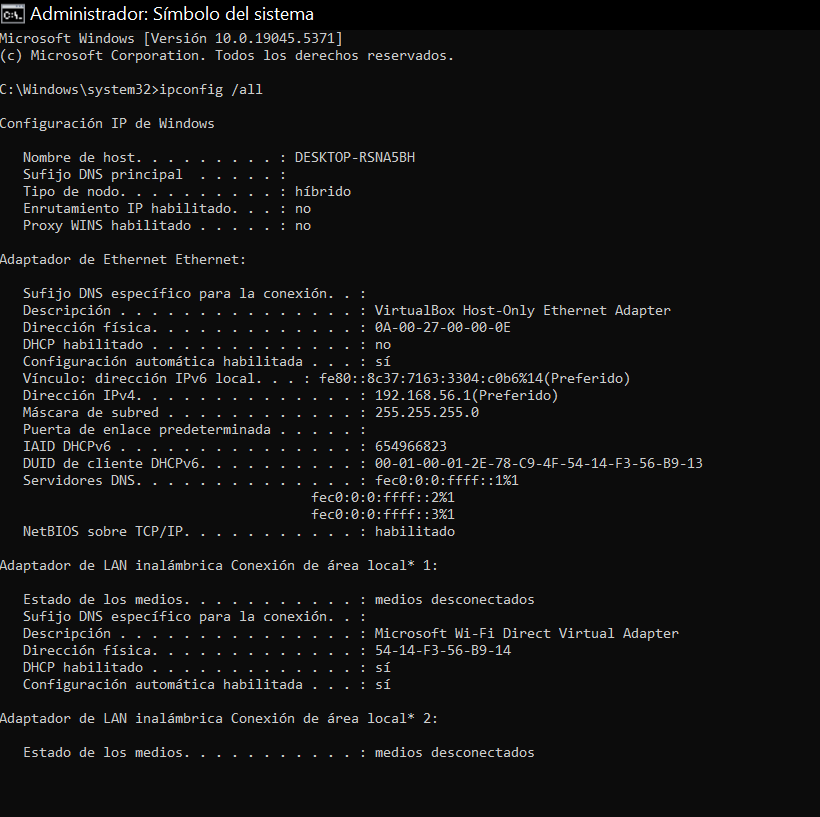 Administrador: Símbolo del sistema
Microsoft Windows [Versión 10.0.19045.5371]
(c) Microsoft Corporation. Todos los derechos reservados.
C:\Windows\system32>ipconfig /all
Configuración IP de Windows
Nombre de host. . . . . . . . . : DESKTOP-RSNA5BH
Sufijo DNS principal  . . . . . :
Tipo de nodo. . . . . . . . . . : híbrido
Enrutamiento IP habilitado. . . : no
Proxy WINS habilitado . . . . . : no
Adaptador de Ethernet Ethernet:
Sufijo DNS específico para la conexión. . :
Descripción . . . . . . . . . . . . . . . : VirtualBox Host-Only Ethernet Adapter
Dirección física. . . . . . . . . . . . . : 0A-00-27-00-00-0E
DHCP habilitado . . . . . . . . . . . . . : no
Configuración automática habilitada . . . : sí
Vínculo: dirección IPv6 local. . . : fe80::8c37:7163:3304:c0b6%14(Preferido)
Dirección IPv4. . . . . . . . . . . . . . : 192.168.56.1(Preferido)
Máscara de subred . . . . . . . . . . . . : 255.255.255.0
Puerta de enlace predeterminada . . . . . :
IAID DHCPv6 . . . . . . . . . . . . . . . : 654966823
DUID de cliente DHCPv6. . . . . . . . . . : 00-01-00-01-2E-78-C9-4F-54-14-F3-56-B9-13
Servidores DNS. . . . . . . . . . . . . . : fec0:0:0:ffff::1%1
fec0:0:0:ffff::2%1
fec0:0:0:ffff::3%1
NetBIOS sobre TCP/IP. . . . . . . . . . . : habilitado
Adaptador de LAN inalámbrica Conexión de área local* 1:
Estado de los medios. . . . . . . . . . . : medios desconectados
Sufijo DNS específico para la conexión. . :
Descripción . . . . . . . . . . . . . . . : Microsoft Wi-Fi Direct Virtual Adapter
Dirección física. . . . . . . . . . . . . : 54-14-F3-56-B9-14
DHCP habilitado . . . . . . . . . . . . . : sí
Configuración automática habilitada . . . : sí
Adaptador de LAN inalámbrica Conexión de área local* 2:
Estado de los medios. . . . . . . . . . . : medios desconectados